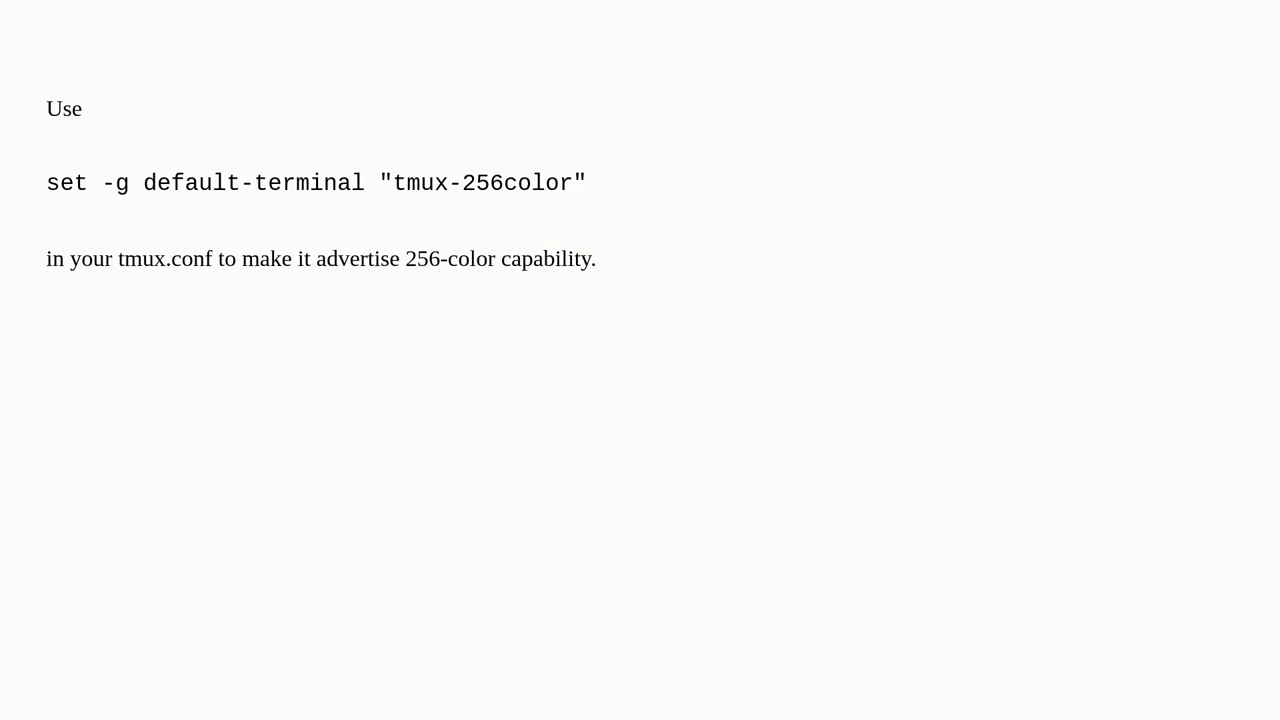 Use
set -g default-terminal "tmux-256color"
in your tmux.conf to make it advertise 256-color capability.